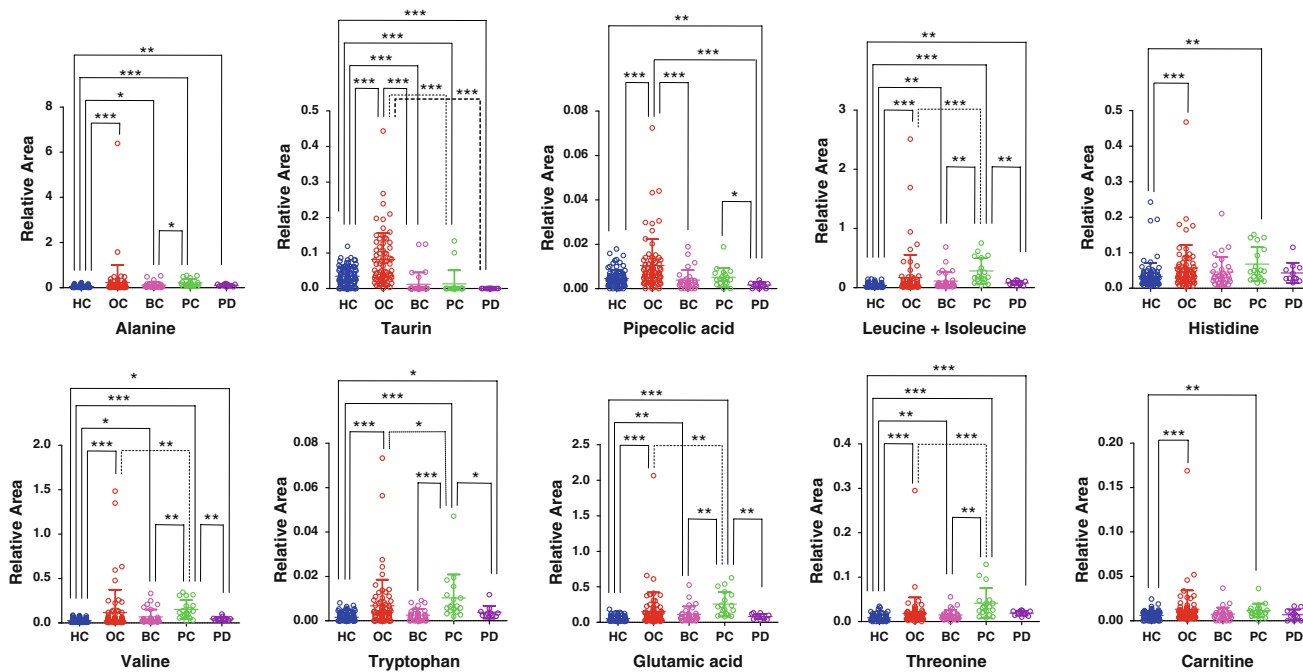 **
***
*
***
*
Relative Area
8
6
4
2
0
HC OC BC PC PD
Alanine
***
***
***
*** *** *** ***
Relative Area
0.5
0.4
0.3
0.2
0.1
0.0
HC OC BC PC PD
Taurin
**
***
*** ***
*
Relative Area
0.08
0.06
0.04
0.02
0.00
HC OC BC PC PD
Pipecolic acid
**
***
**
*** ***
** **
Relative Area
3
2
1
0
HC OC BC PC PD
Leucine + Isoleucine
**
***
Relative Area
0.5
0.4
0.3
0.2
0.1
0.0
HC OC BC PC PD
Histidine
*
***
* **
***
** **
Relative Area
2.0
1.5
1.0
0.5
0.0
HC OC BC PC PD
Valine
*
***
*** *
*** *
Relative Area
0.08
0.06
0.04
0.02
0.00
HC OC BC PC PD
Tryptophan
***
**
*** **
** **
Relative Area
2.5
2.0
1.5
1.0
0.5
0.0
HC OC BC PC PD
Glutamic acid
***
***
**
*** ***
**
Relative Area
0.4
0.3
0.2
0.1
0.0
HC OC BC PC PD
Threonine
**
***
Relative Area
0.20
0.15
0.10
0.05
0.00
HC OC BC PC PD
Carnitine